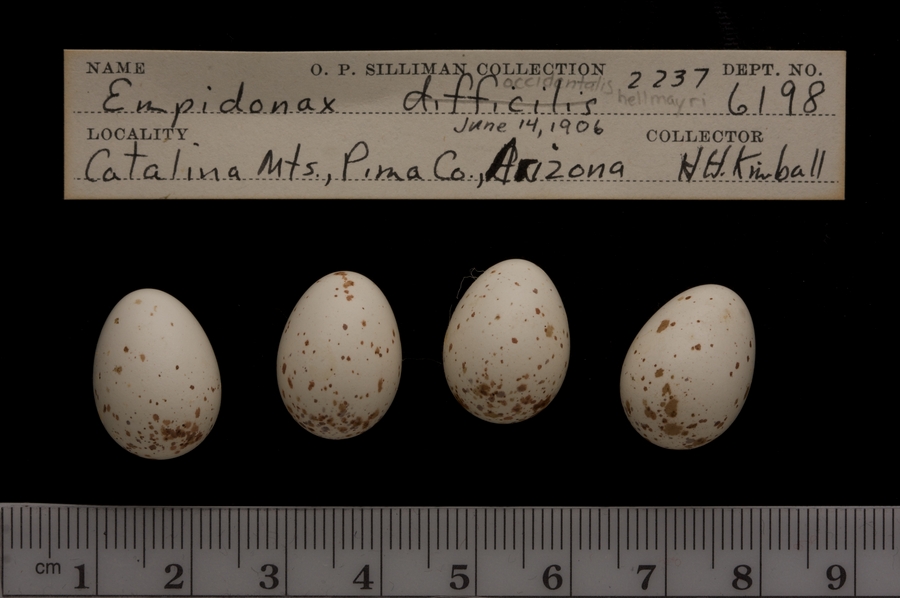 NAME O. P. SILLIMAN COLLECTION 2237 DEPT. NO.
Empidonax difficilis occidentalis hellmayri 6198
LOCALITY June 14, 1906 COLLECTOR
Catalina Mts., Pima Co., Arizona H.H. Kimball
cm 1 2 3 4 5 6 7 8 9